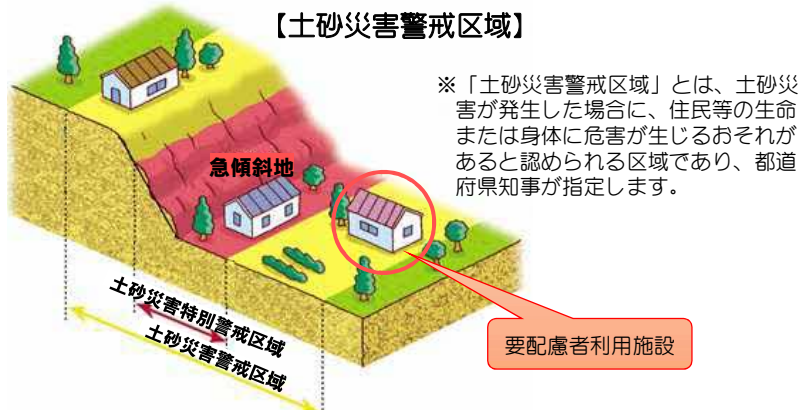 【土砂災害警戒区域】
※「土砂災害警戒区域」とは、土砂災
害が発生した場合に、住民等の生命
または身体に危害が生じるおそれが
あると認められる区域であり、都道
府県知事が指定します。
急傾斜地
土砂災害特別警戒区域
土砂災害警戒区域
要配慮者利用施設